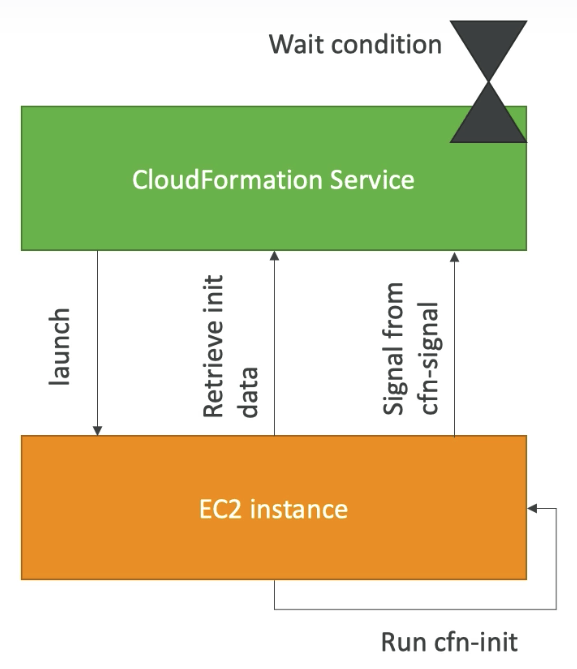 Wait condition
CloudFormation Service
launch
Retrieve init
data
Signal from
cfn-signal
EC2 instance
Run cfn-init